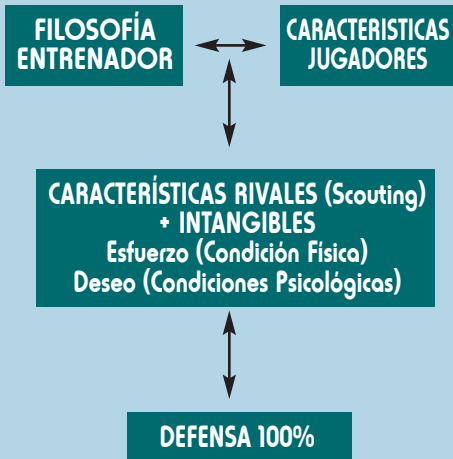 FILOSOFÍA
ENTRENADOR
CARACTERISTICAS
JUGADORES
CARACTERÍSTICAS RIVALES (Scouting)
+ INTANGIBLES
Esfuerzo (Condición Física)
Deseo (Condiciones Psicológicas)
DEFENSA 100%